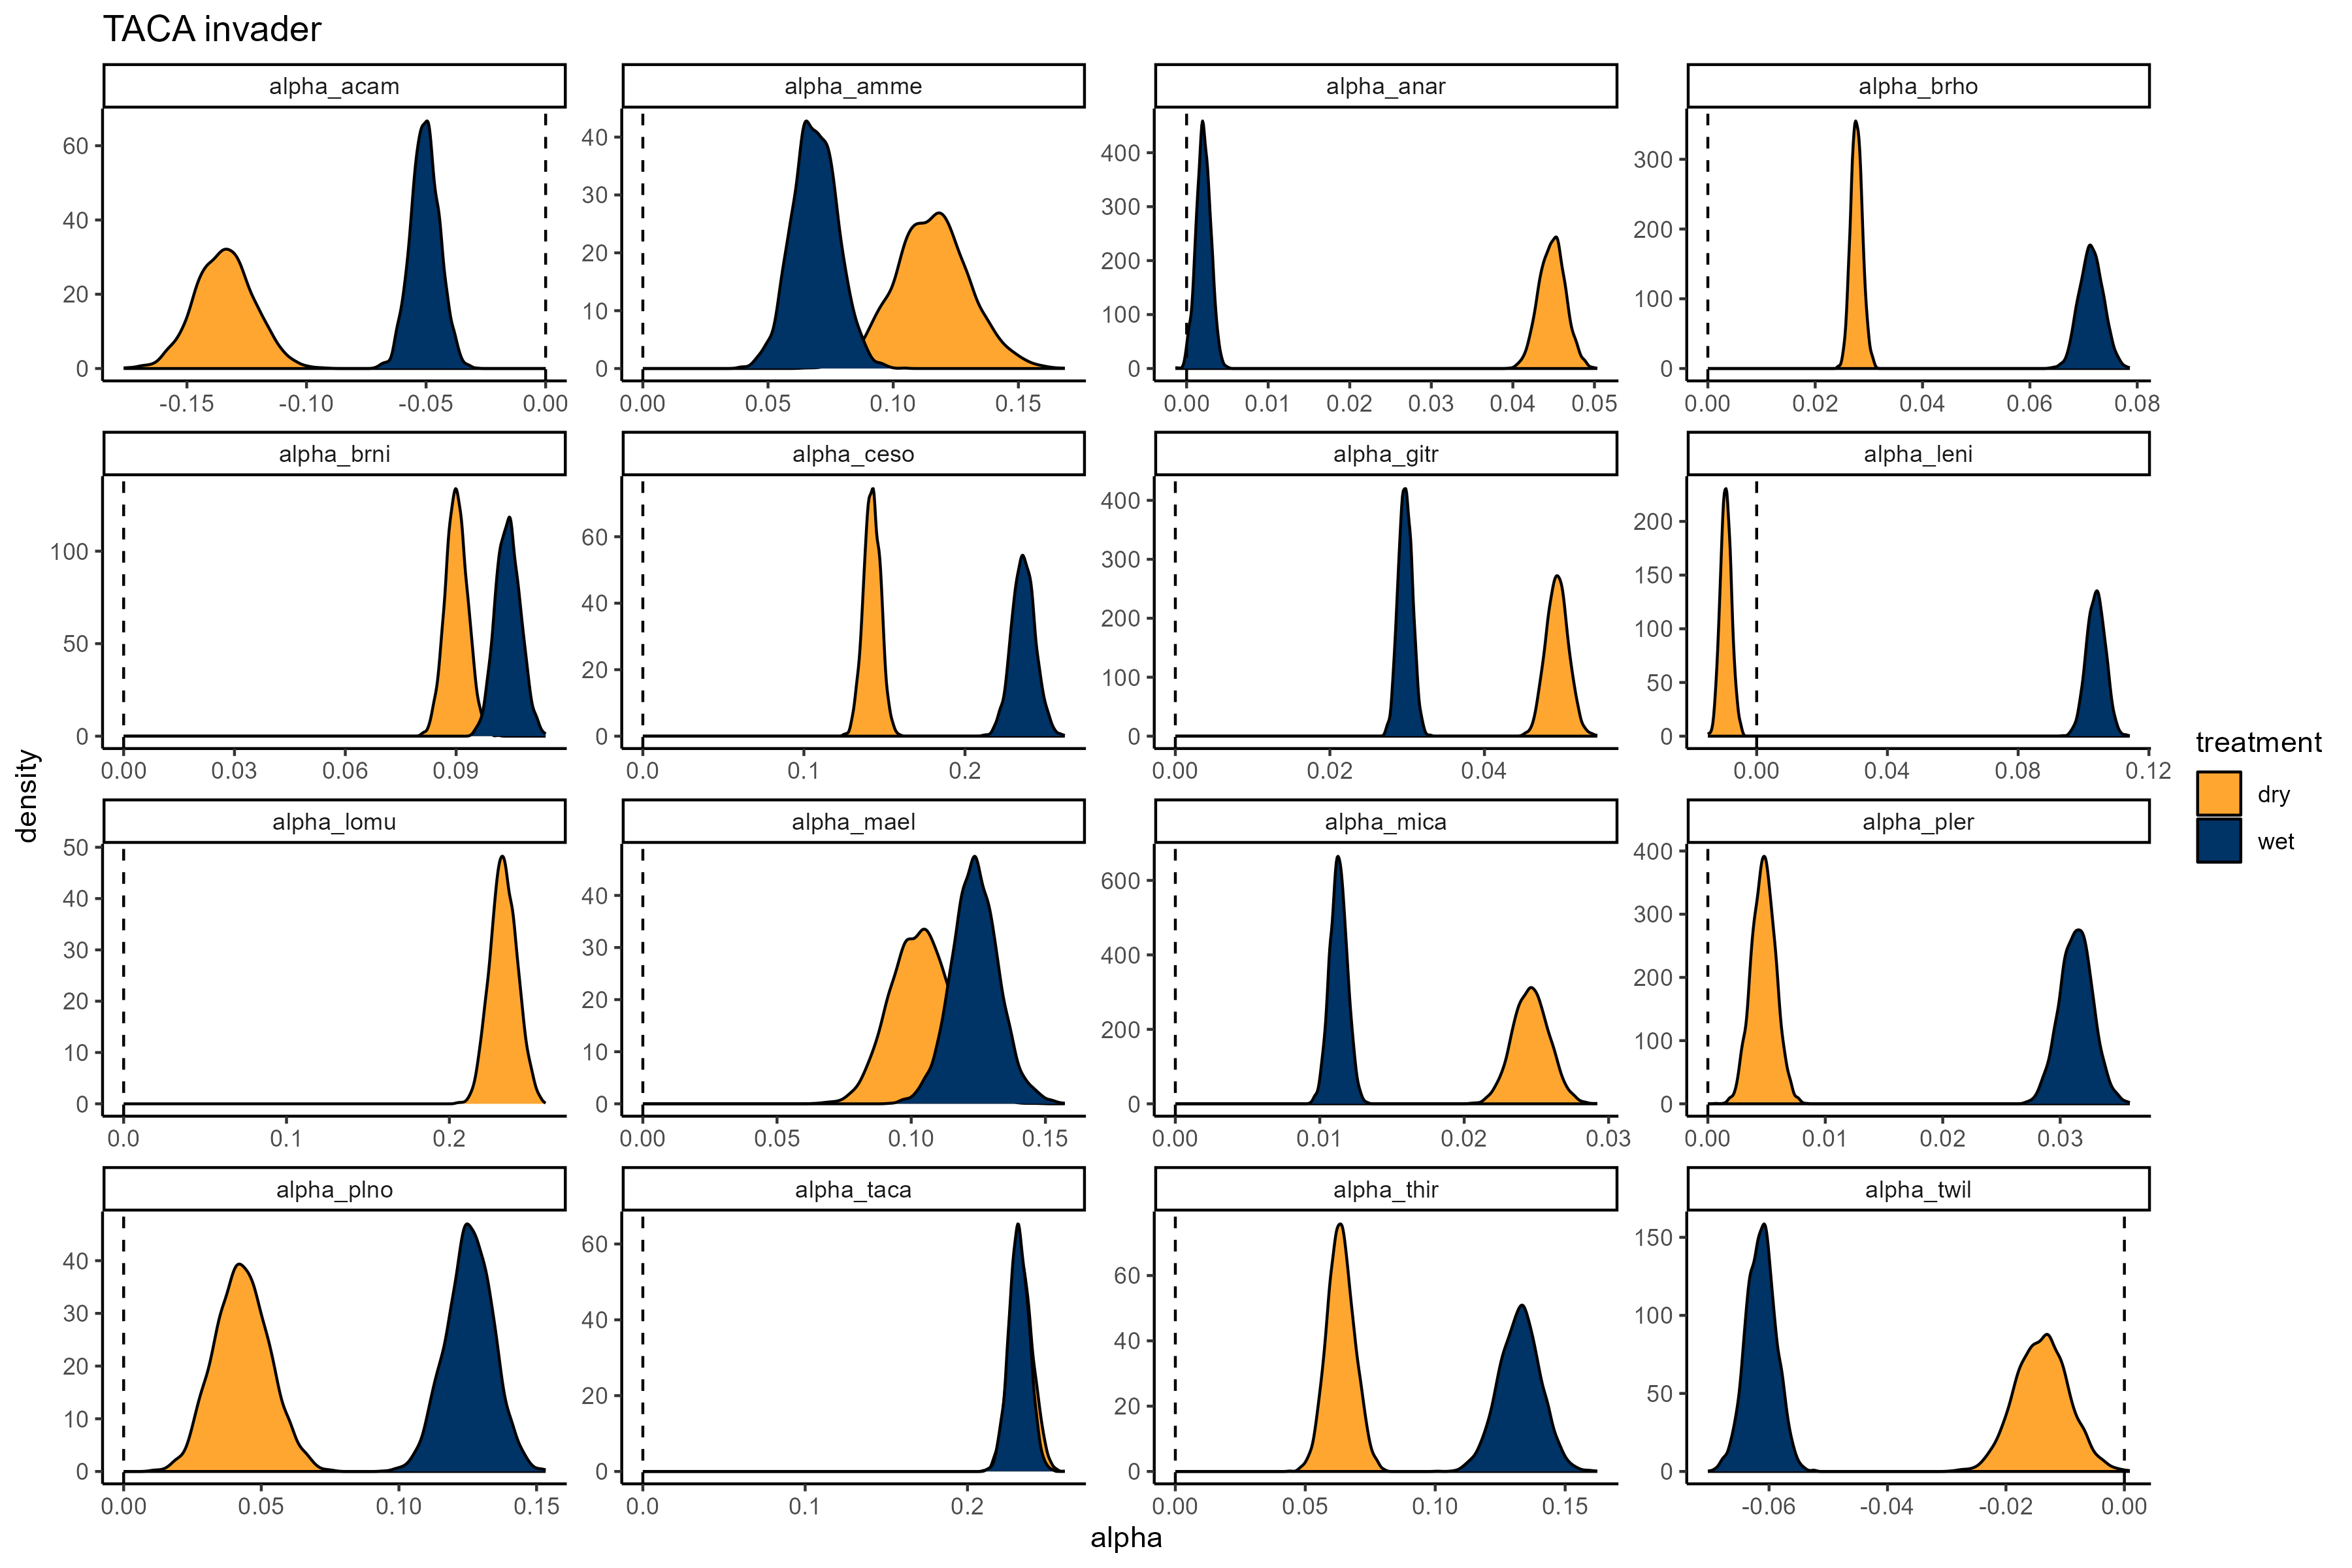 TACA invader
alpha_acam alpha_amme alpha_anar alpha_brho
60 40 20 0
-0.15 -0.10 -0.05 0.00
40 30 20 10 0
0.00 0.05 0.10 0.15
400 300 200 100 0
0.00 0.01 0.02 0.03 0.04 0.05
300 200 100 0
0.00 0.02 0.04 0.06 0.08
alpha_brni alpha_ceso alpha_gitr alpha_leni
100 50 0
0.00 0.03 0.06 0.09
60 40 20 0
0.0 0.1 0.2
400 300 200 100 0
0.00 0.02 0.04
200 150 100 50 0
0.00 0.04 0.08 0.12
alpha_lomu alpha_mael alpha_mica alpha_pler
50 40 30 20 10 0
0.0 0.1 0.2
40 30 20 10 0
0.00 0.05 0.10 0.15
600 400 200 0
0.00 0.01 0.02 0.03
400 300 200 100 0
0.00 0.01 0.02 0.03
alpha_plno alpha_taca alpha_thir alpha_twil
40 30 20 10 0
0.00 0.05 0.10 0.15
60 40 20 0
0.0 0.1 0.2
60 40 20 0
0.00 0.05 0.10 0.15
150 100 50 0
-0.06 -0.04 -0.02 0.00
density
alpha
treatment
dry
wet